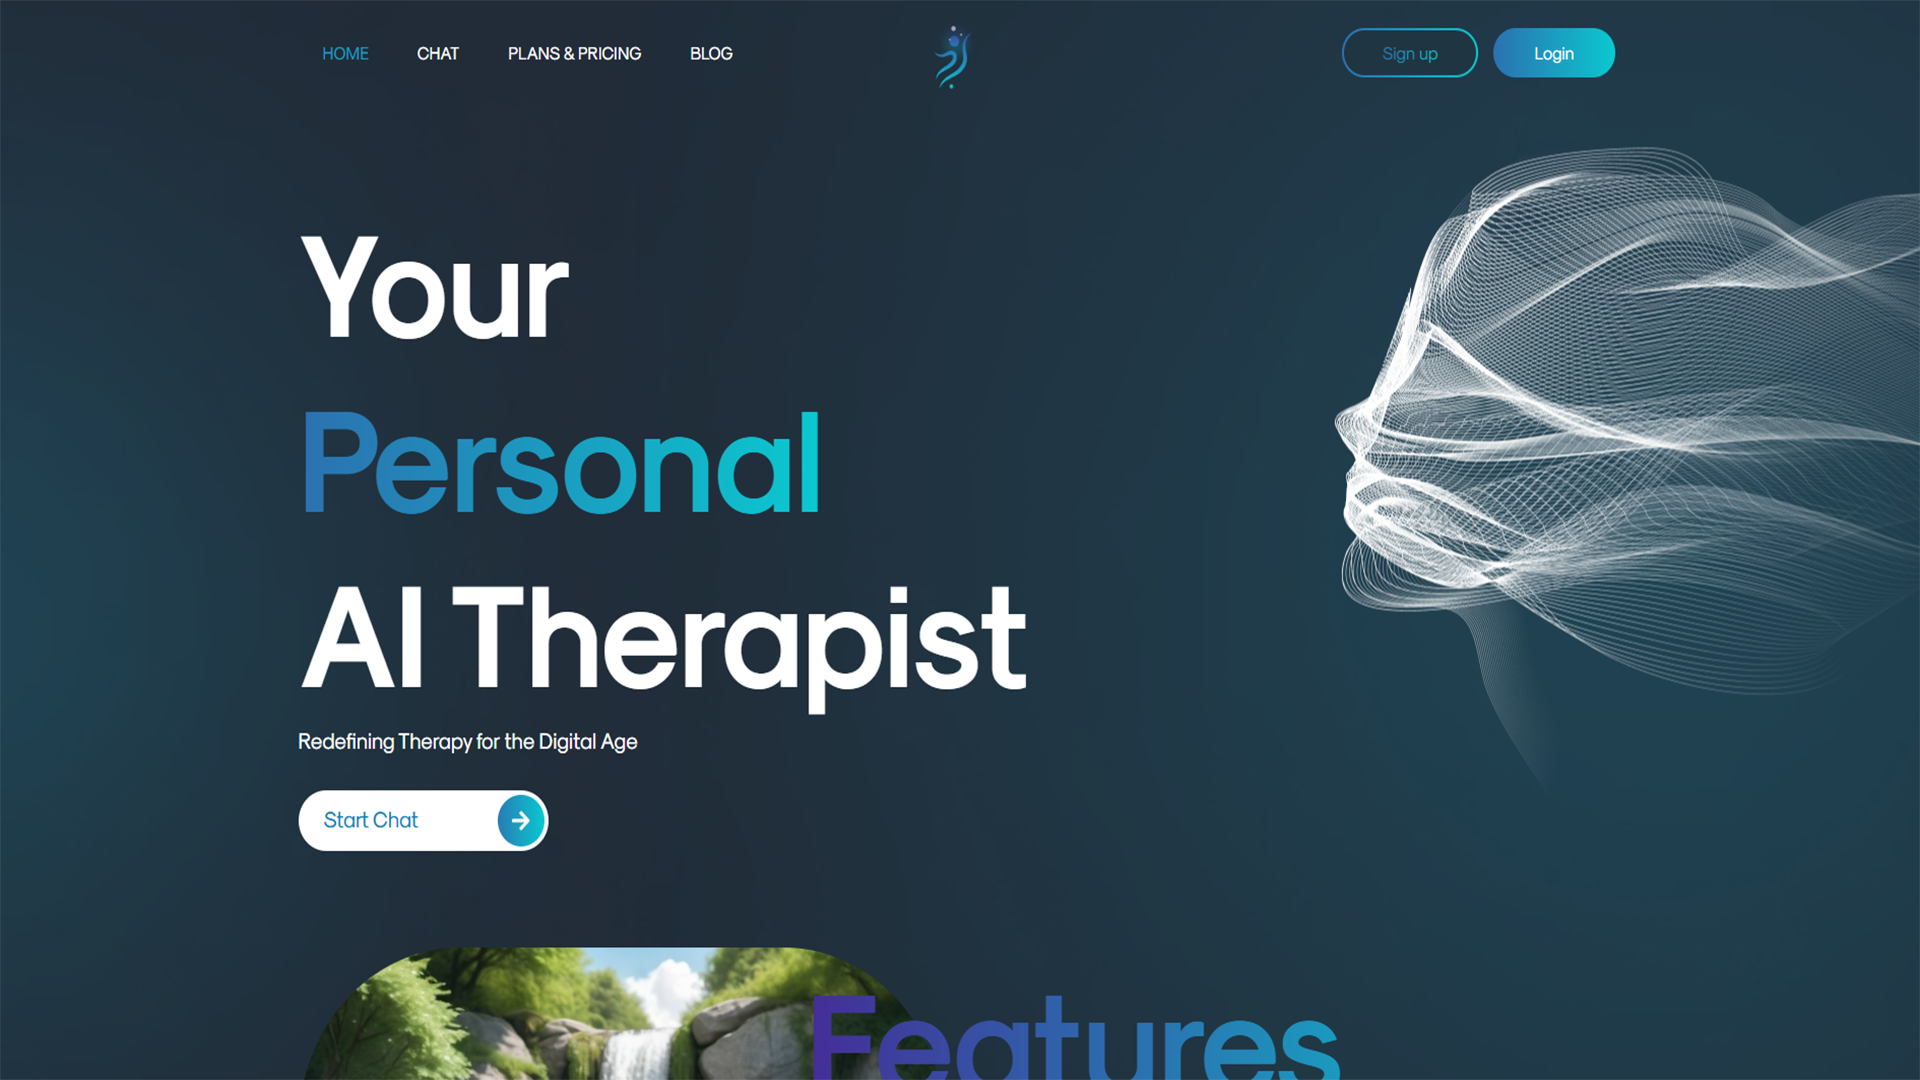 HOME CHAT PLANS & PRICING BLOG Sign up Login
Your
Personal
AI Therapist
Redefining Therapy for the Digital Age
Start Chat
Features